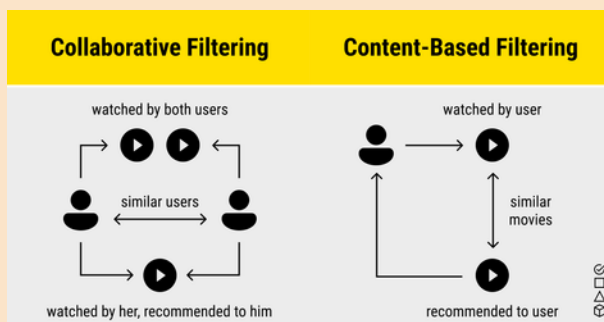 Collaborative Filtering
watched by both users
similar users
watched by her, recommended to him
Content-Based Filtering
watched by user
similar
movies
recommended to user